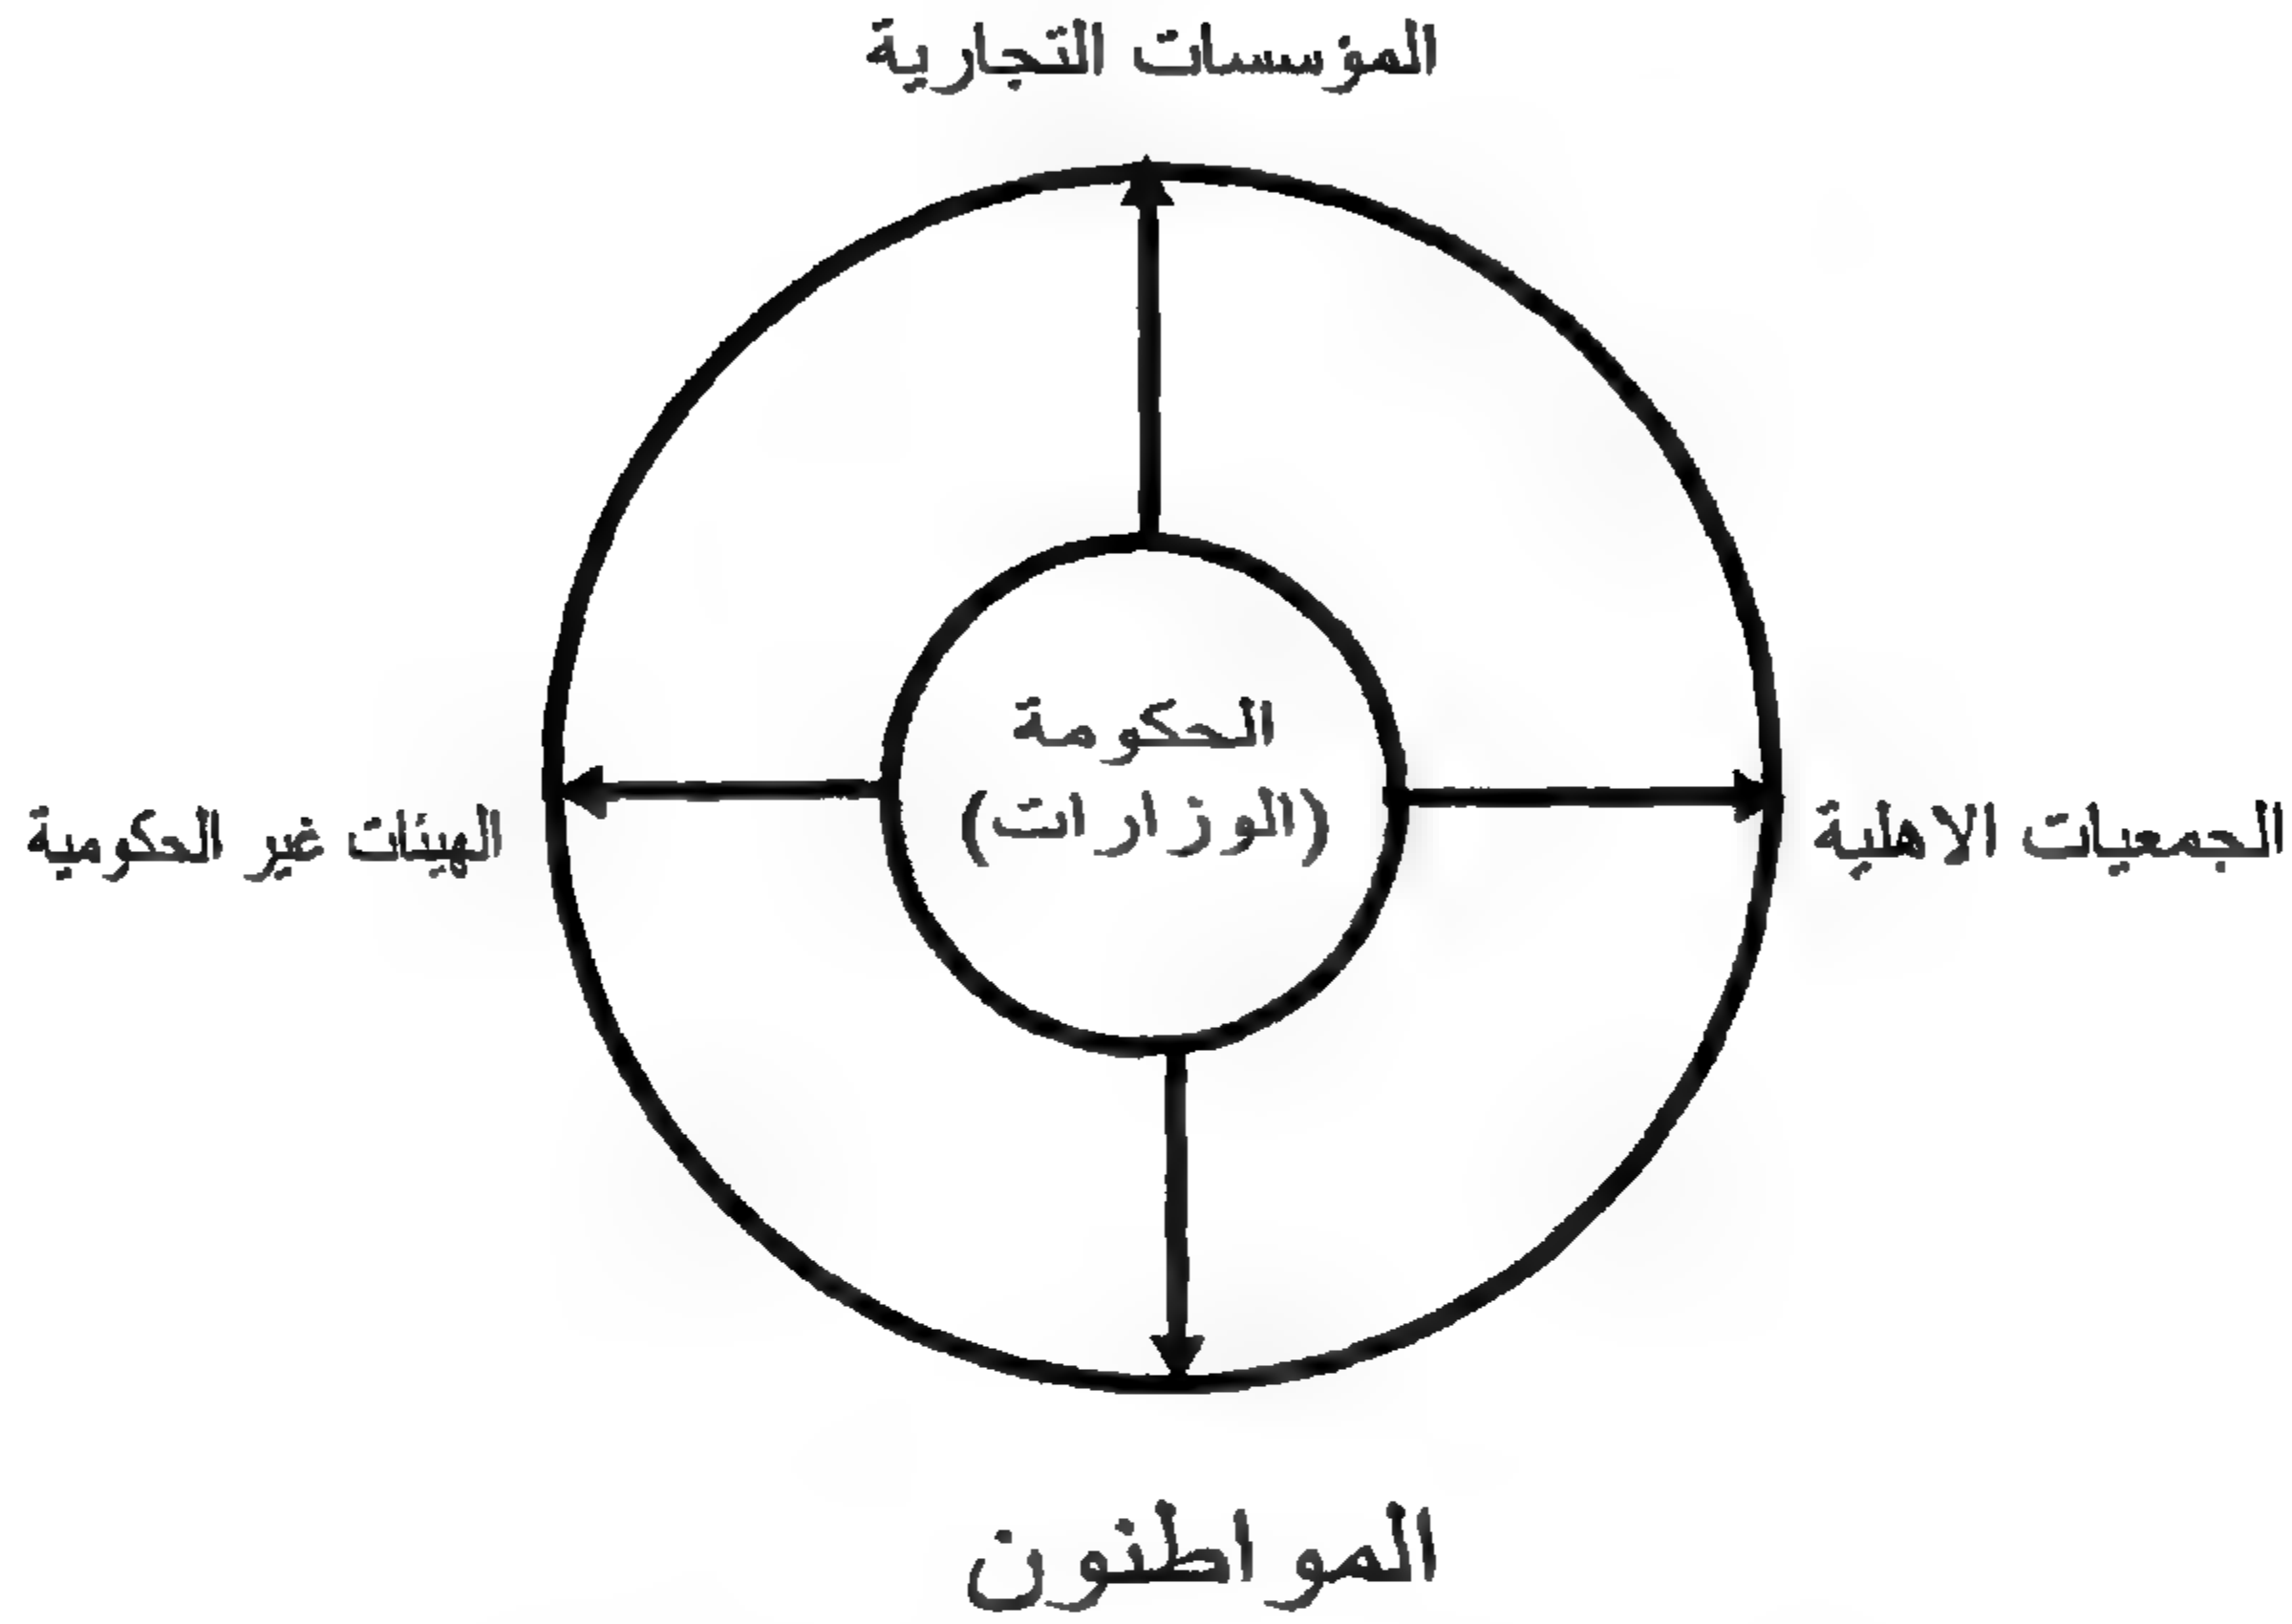 المؤسسات التجارية
الحكومة
(الوزارات)
الجمعيات الاهلية
الهيئات غير الحكومية
المواطنون